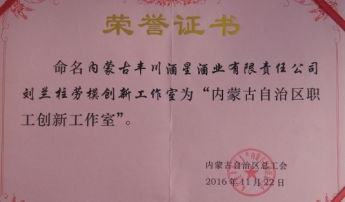 荣誉证书
命名内蒙古丰川酒星酒业有限责任公司
刘兰柱劳模创新工作室为“内蒙古自治区职
工创新工作室”。
内蒙古自治区总工会
2016年11月22日